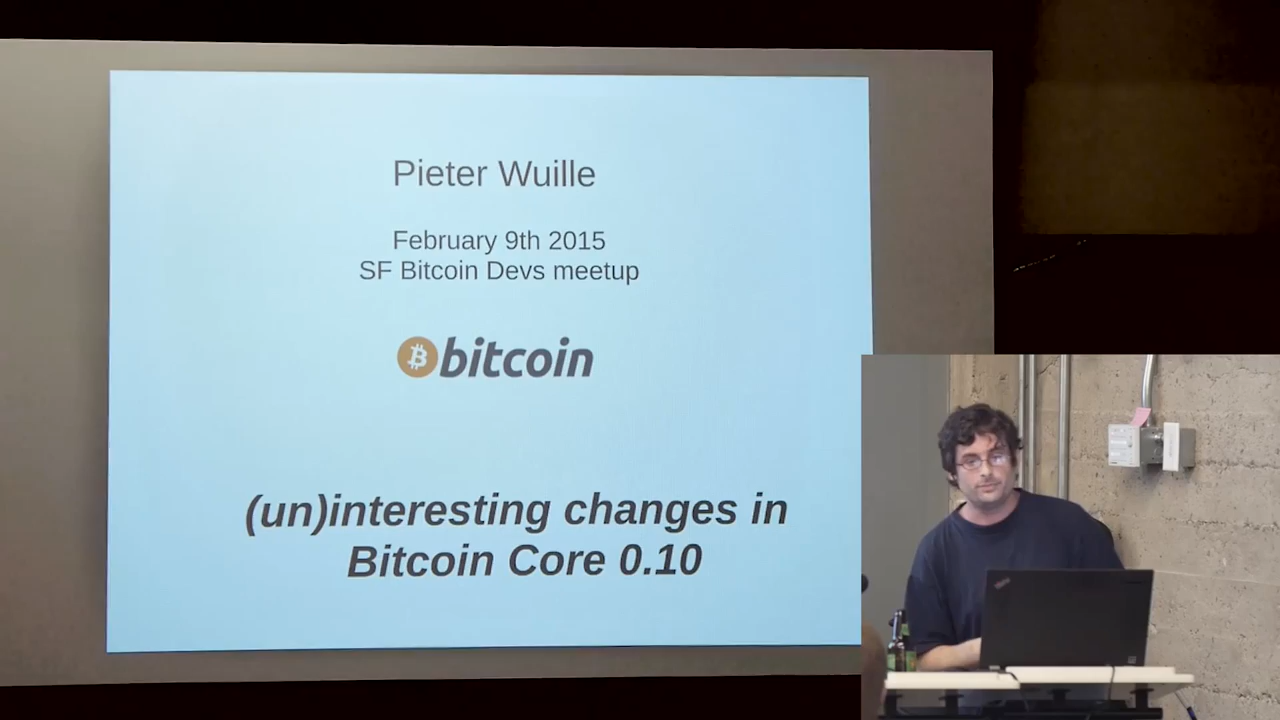 Pieter Wuille
February 9th 2015
SF Bitcoin Devs meetup
bitcoin
(un)interesting changes in
Bitcoin Core 0.10